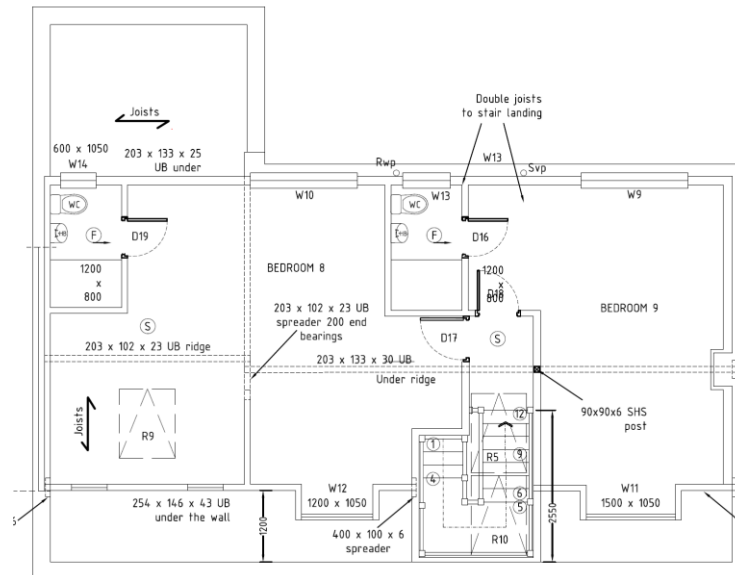 Joists
Double joists
to stair landing
600 x 1050
W14
203 x 133 x 25
UB under
W13
Rwp
Svp
W10
W13
W9
WC
WC
F
F
D19
D16
1200
x
800
BEDROOM 8
1200
x
800
D18
BEDROOM 9
S
203 x 102 x 23 UB
spreader 200 end
bearings
D17
S
203 x 102 x 23 UB ridge
203 x 133 x 30 UB
Under ridge
90x90x6 SHS
post
Joists
R9
12
1
R5
9
4
6
5
W12
1200 x 1050
W11
1500 x 1050
254 x 146 x 43 UB
under the wall
1200
400 x 100 x 6
spreader
R10
2550